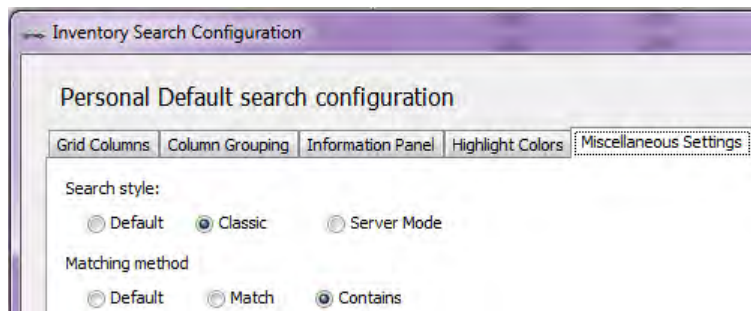 Inventory Search Configuration
Personal Default search configuration
Grid Columns Column Grouping Information Panel Highlight Colors Miscellaneous Settings
Search style:
Default Classic Server Mode
Matching method
Default Match Contains